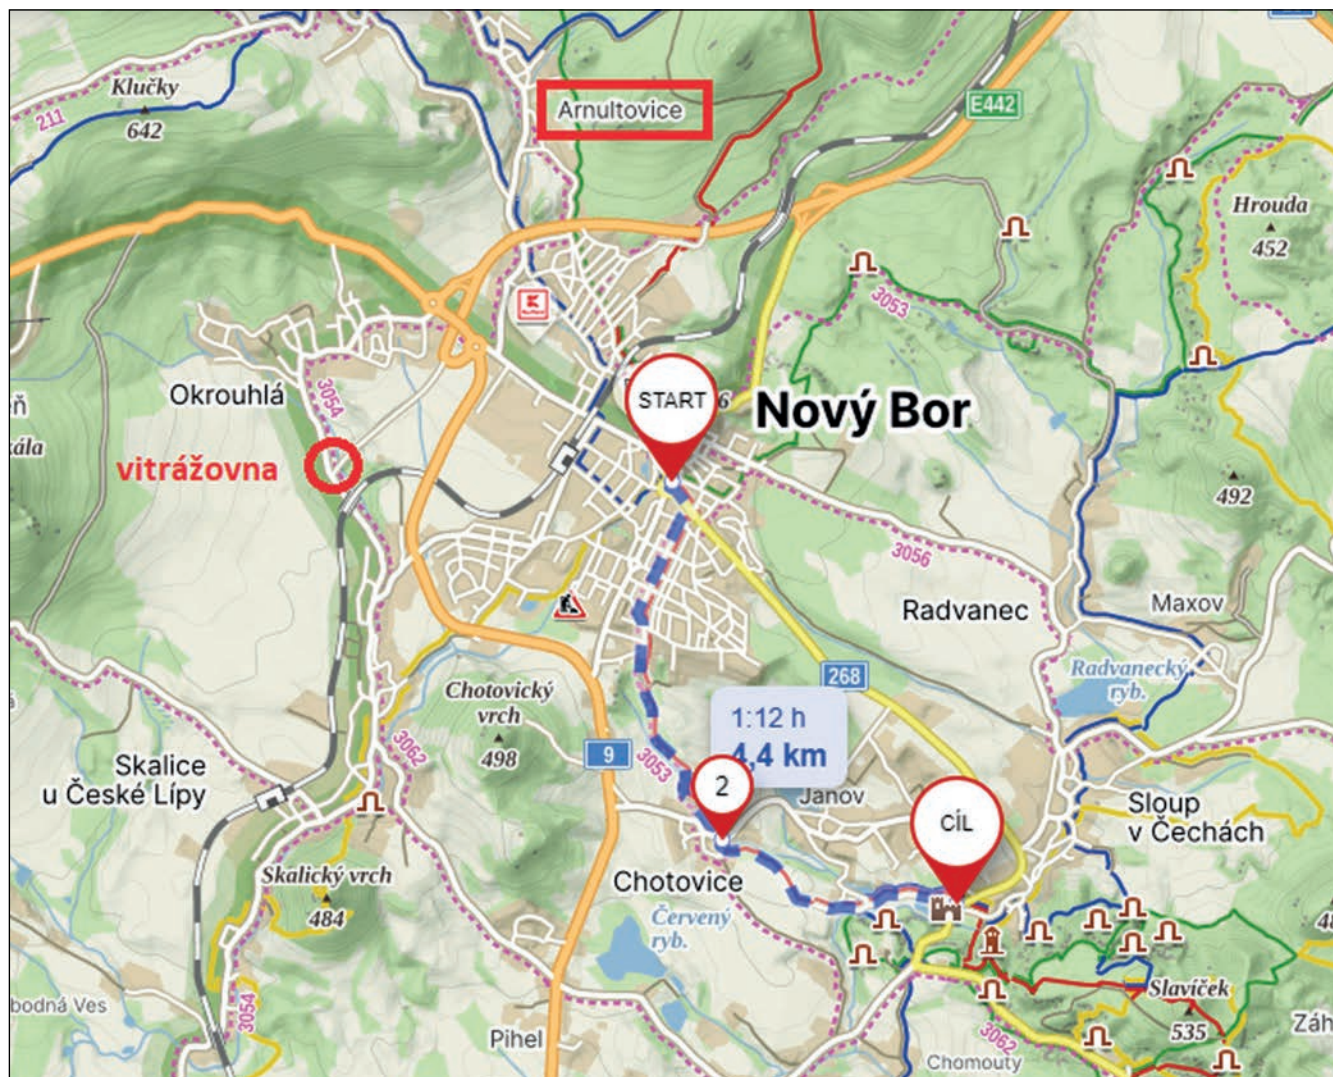 Klučky
642
211
Arnultovice
E442
Hrouda
452
3053
Okrouhlá
3054
START
6
Nový Bor
vitrážovna
492
3056
Radvanec
Maxov
Radvanecký
ryb.
268
Chotovický
vrch
498
1:12 h
4,4 km
9
3053
2
3062
Skalice
u České Lípy
Janov
CÍL
Sloup
v Čechách
Skalický vrch
484
Chotovice
Červený
ryb.
Slavíček
535
3054
bodná Ves
Pihel
3062
Chomouty
Záh